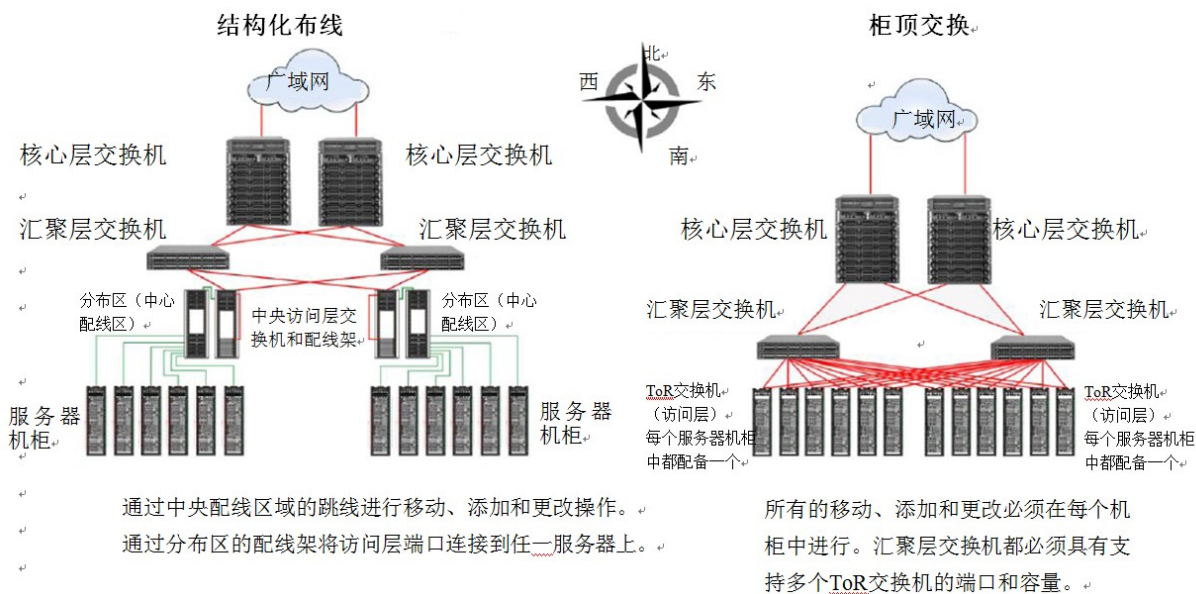 结构化布线
柜顶交换
北
西
东
南
广域网
核心层交换机
核心层交换机
汇聚层交换机
汇聚层交换机
分布区（中心
配线区）
中央访问层交
换机和配线架
分布区（中心
配线区）
服务器
机柜
服务器
机柜
通过中央配线区域的跳线进行移动、添加和更改操作。
通过分布区的配线架将访问层端口连接到任一服务器上。
广域网
核心层交换机
核心层交换机
汇聚层交换机
汇聚层交换机
ToR交换机
（访问层）
每个服务器机柜
中都配备一个
ToR交换机
（访问层）
每个服务器机柜
中都配备一个
所有的移动、添加和更改必须在每个机
柜中进行。汇聚层交换机都必须具有支
持多个ToR交换机的端口和容量。